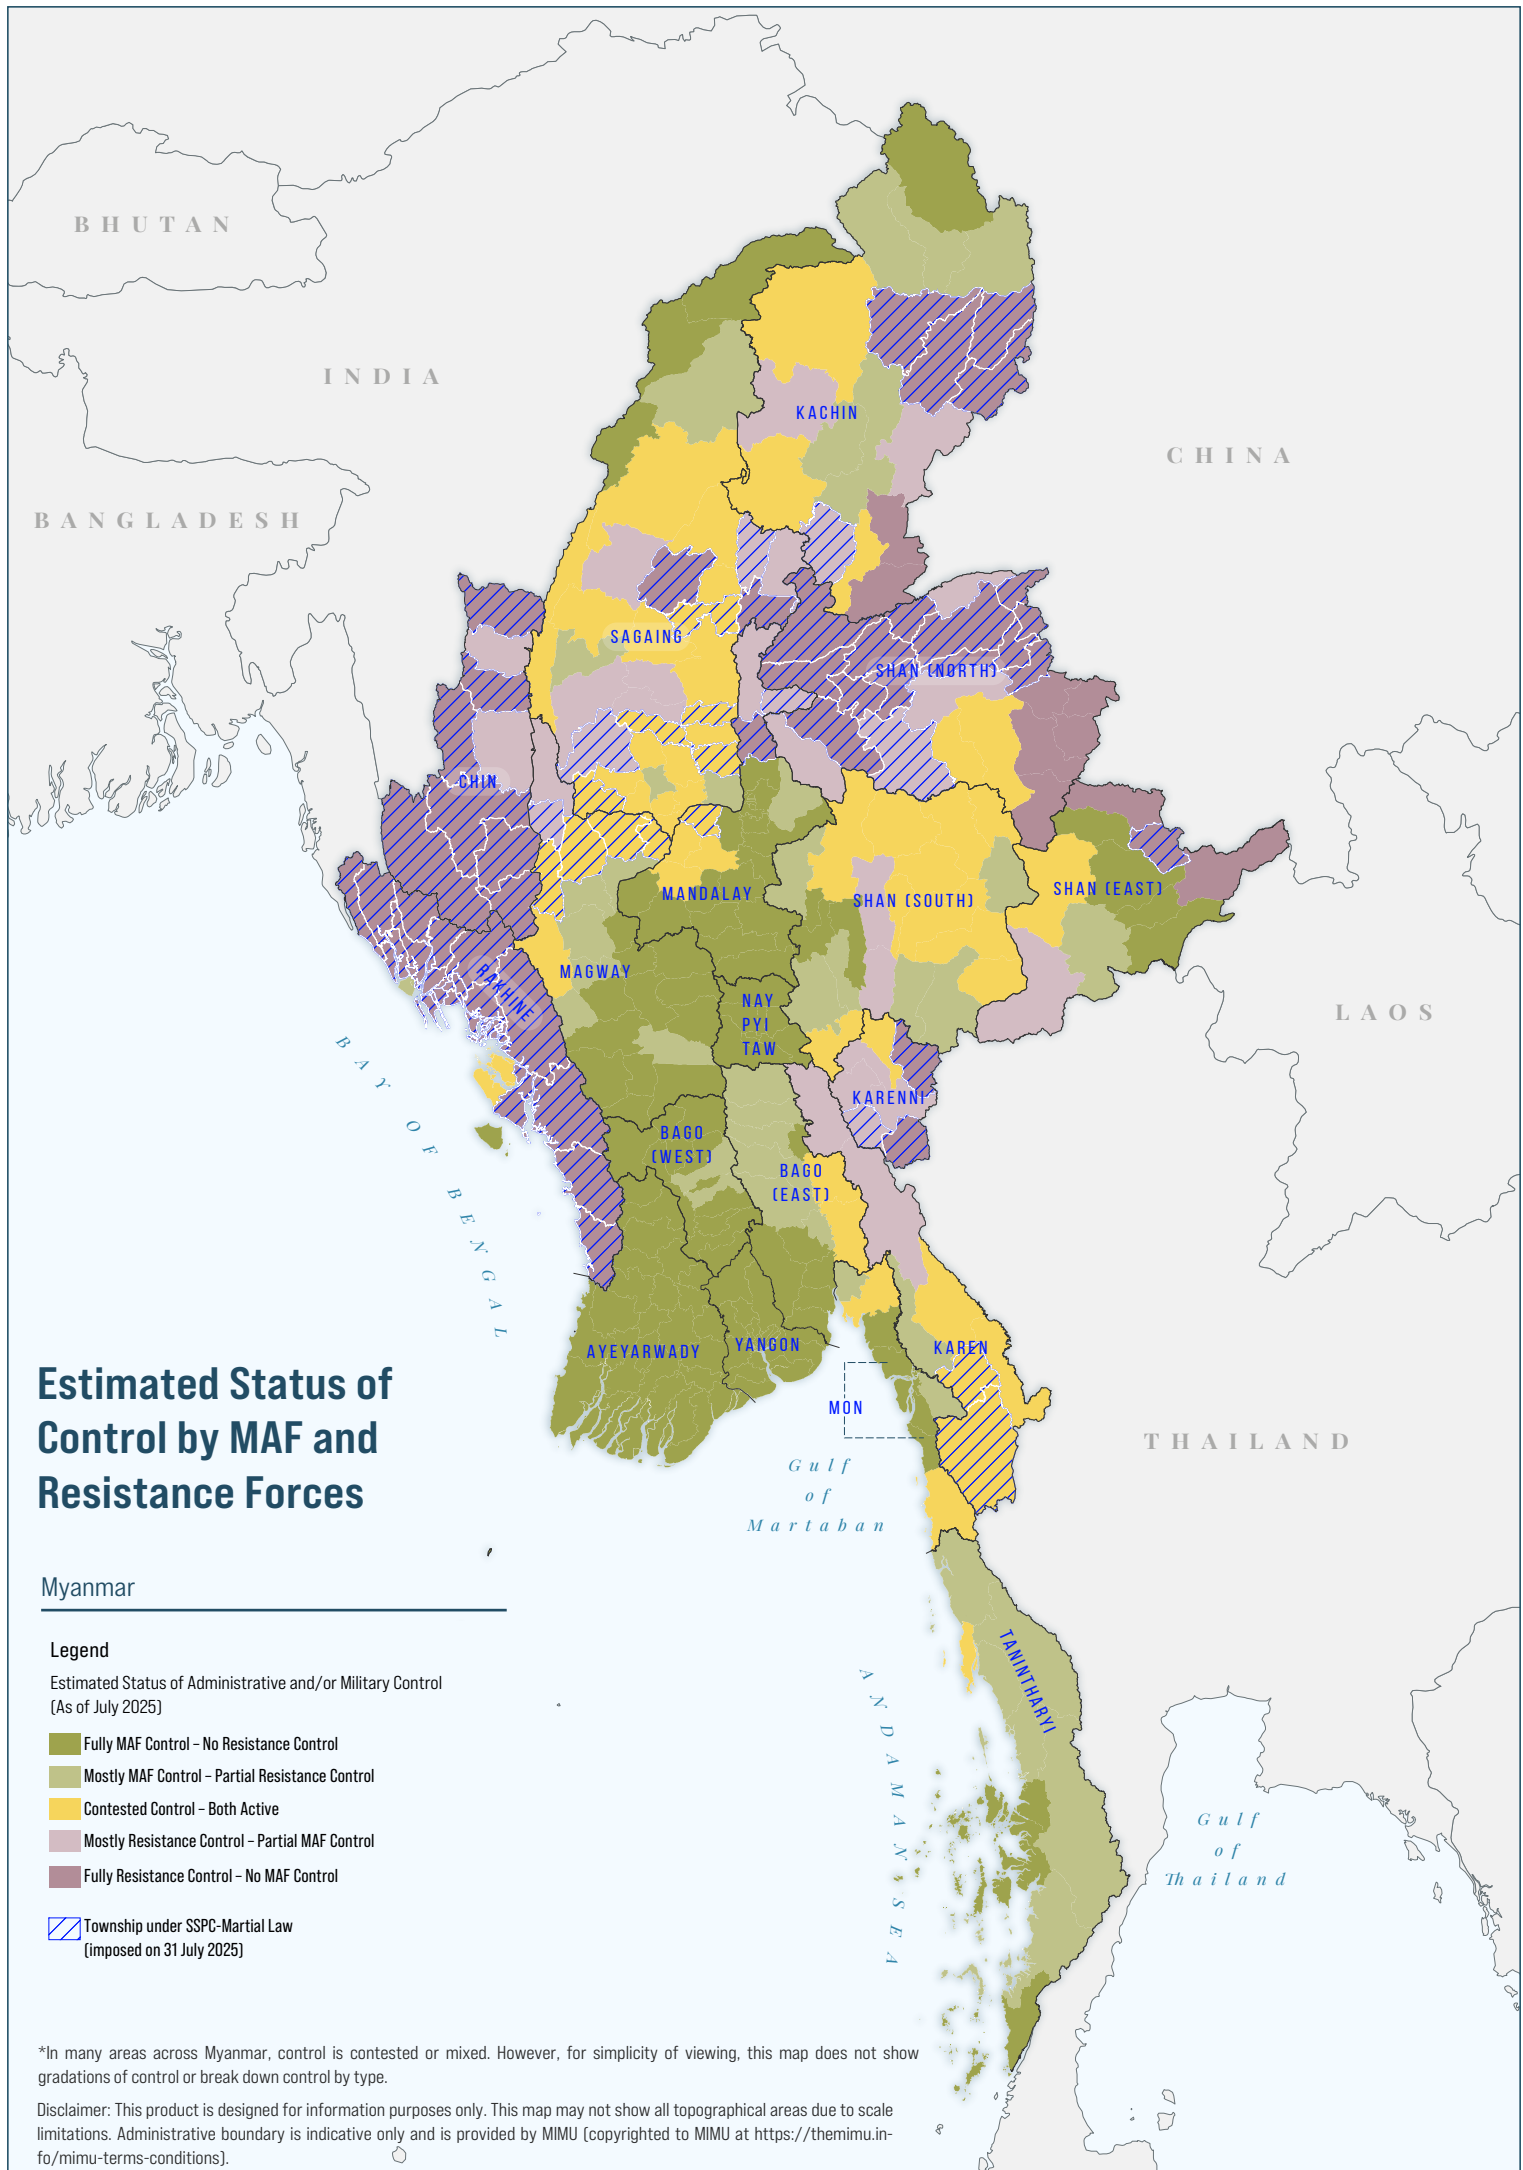 BHUTAN
INDIA
CHINA
BANGLADESH
KACHIN
SAGAING
SHAN (NORTH)
CHIN
SHAN (EAST)
MANDALAY
SHAN (SOUTH)
MAGWAY
RAKHINE
NAY
PYI
TAW
LAOS
KARENNI
BAGO
(WEST)
BAGO
(EAST)
BAY OF BENGAL
AYEYARWADY
YANGON
KAREN
MON
THAILAND
Gulf
of
Martaban
Estimated Status of
Control by MAF and
Resistance Forces
Myanmar
TANINTHARYI
ANDAMAN SEA
Gulf
of
Thailand
Legend
Estimated Status of Administrative and/or Military Control
(As of July 2025)
Fully MAF Control – No Resistance Control
Mostly MAF Control – Partial Resistance Control
Contested Control – Both Active
Mostly Resistance Control – Partial MAF Control
Fully Resistance Control – No MAF Control
Township under SSPC-Martial Law
(imposed on 31 July 2025)
*In many areas across Myanmar, control is contested or mixed. However, for simplicity of viewing, this map does not show
gradations of control or break down control by type.
Disclaimer: This product is designed for information purposes only. This map may not show all topographical areas due to scale
limitations. Administrative boundary is indicative only and is provided by MIMU (copyrighted to MIMU at https://themimu.in-
fo/mimu-terms-conditions).